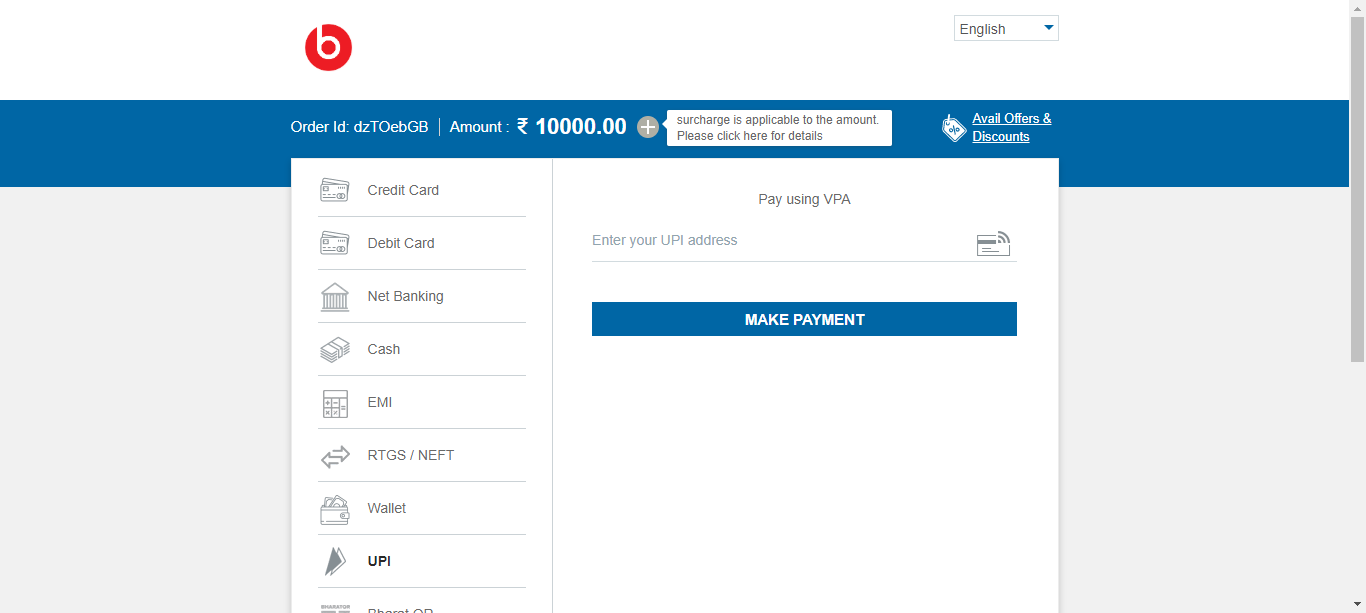 b
English
Order Id: dzTOebGB
Amount : ₹ 10000.00
surcharge is applicable to the amount.
Please click here for details
Avail Offers &
Discounts
Credit Card
Debit Card
Net Banking
Cash
EMI
RTGS / NEFT
Wallet
UPI
BHARATQR
Bharat QR
Pay using VPA
Enter your UPI address
MAKE PAYMENT